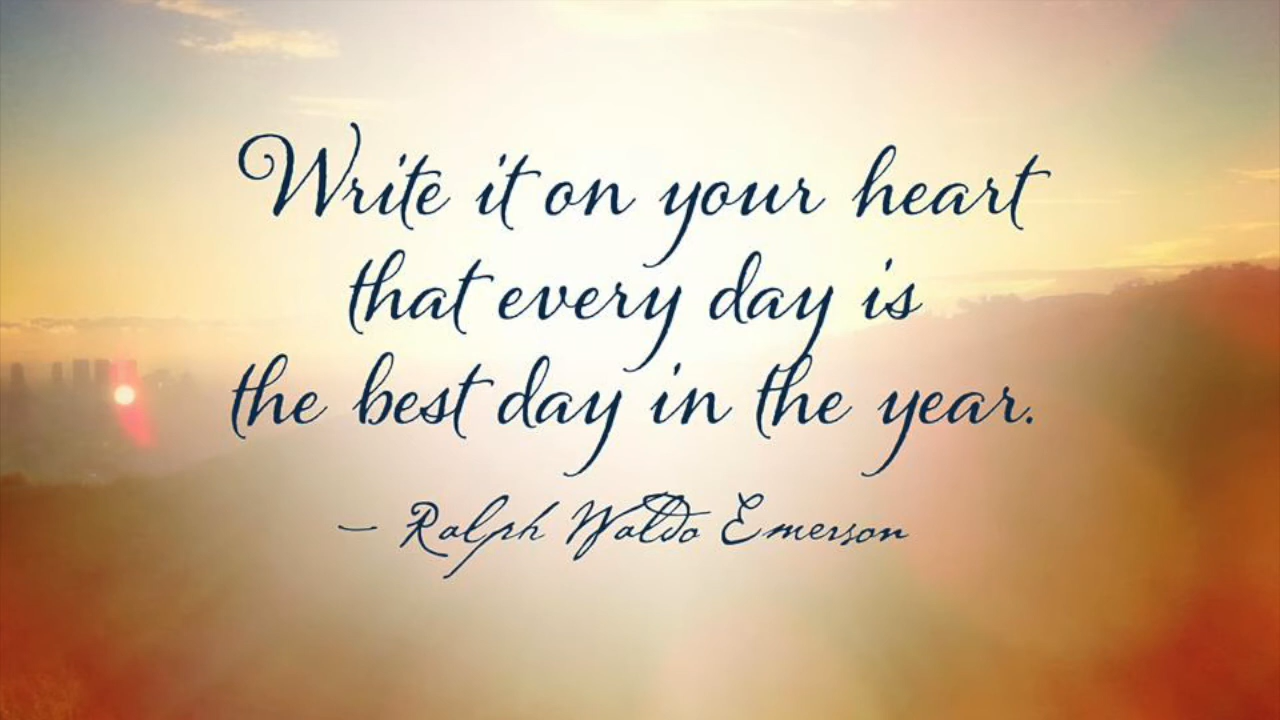 Write it on your heart
that every day is
the best day in the year.
– Ralph Waldo Emerson